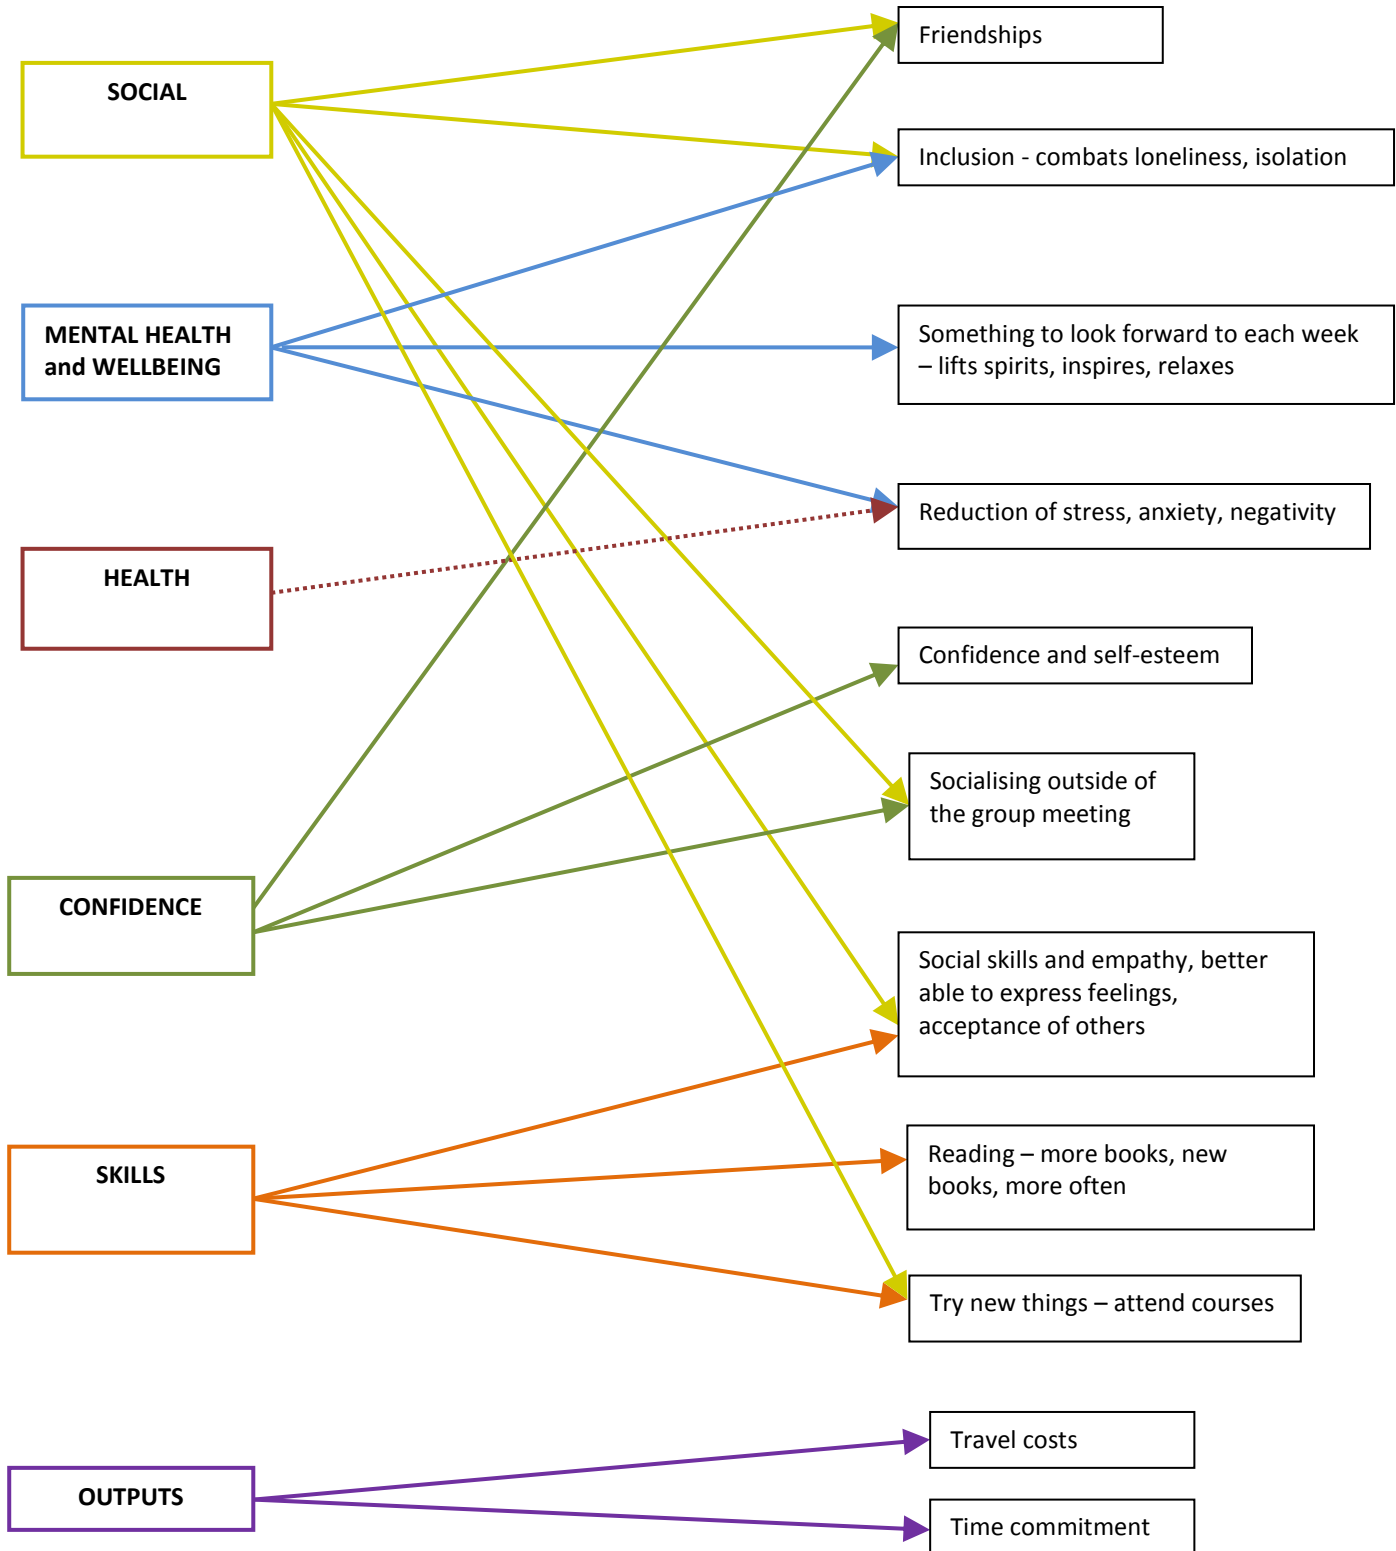 SOCIAL
MENTAL HEALTH
and WELLBEING
HEALTH
CONFIDENCE
SKILLS
OUTPUTS
Friendships
Inclusion - combats loneliness, isolation
Something to look forward to each week
– lifts spirits, inspires, relaxes
Reduction of stress, anxiety, negativity
Confidence and self-esteem
Socialising outside of
the group meeting
Social skills and empathy, better
able to express feelings,
acceptance of others
Reading – more books, new
books, more often
Try new things – attend courses
Travel costs
Time commitment